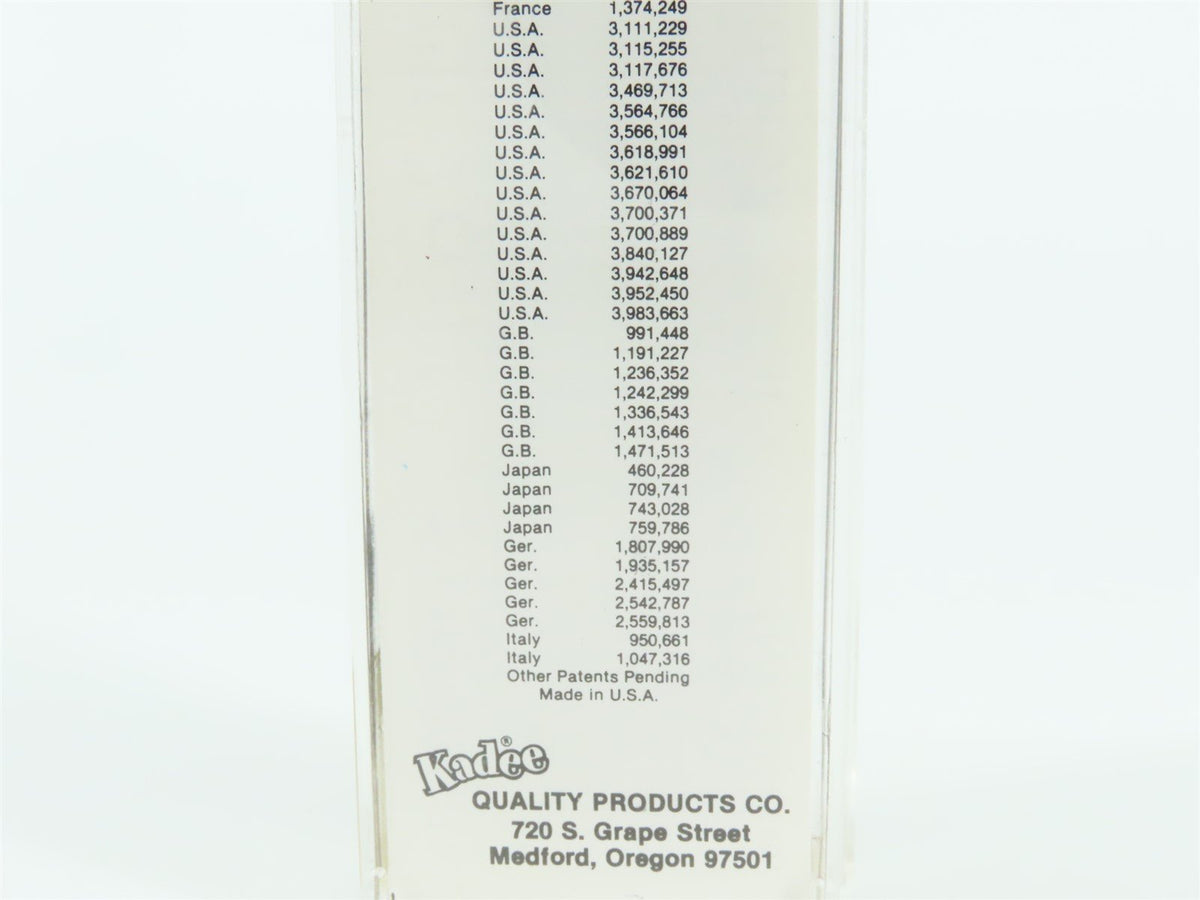 France 1,374,249
U.S.A. 3,111,229
U.S.A. 3,115,255
U.S.A. 3,117,676
U.S.A. 3,469,713
U.S.A. 3,564,766
U.S.A. 3,566,104
U.S.A. 3,618,991
U.S.A. 3,621,610
U.S.A. 3,670,064
U.S.A. 3,700,371
U.S.A. 3,700,889
U.S.A. 3,840,127
U.S.A. 3,942,648
U.S.A. 3,952,450
U.S.A. 3,983,663
G.B. 991,448
G.B. 1,191,227
G.B. 1,236,352
G.B. 1,242,299
G.B. 1,336,543
G.B. 1,413,646
G.B. 1,471,513
Japan 460,228
Japan 709,741
Japan 743,028
Japan 759,786
Ger. 1,807,990
Ger. 1,935,157
Ger. 2,415,497
Ger. 2,542,787
Ger. 2,559,813
Italy 950,661
Italy 1,047,316
Other Patents Pending
Made in U.S.A.
Kadee®
QUALITY PRODUCTS CO.
720 S. Grape Street
Medford, Oregon 97501